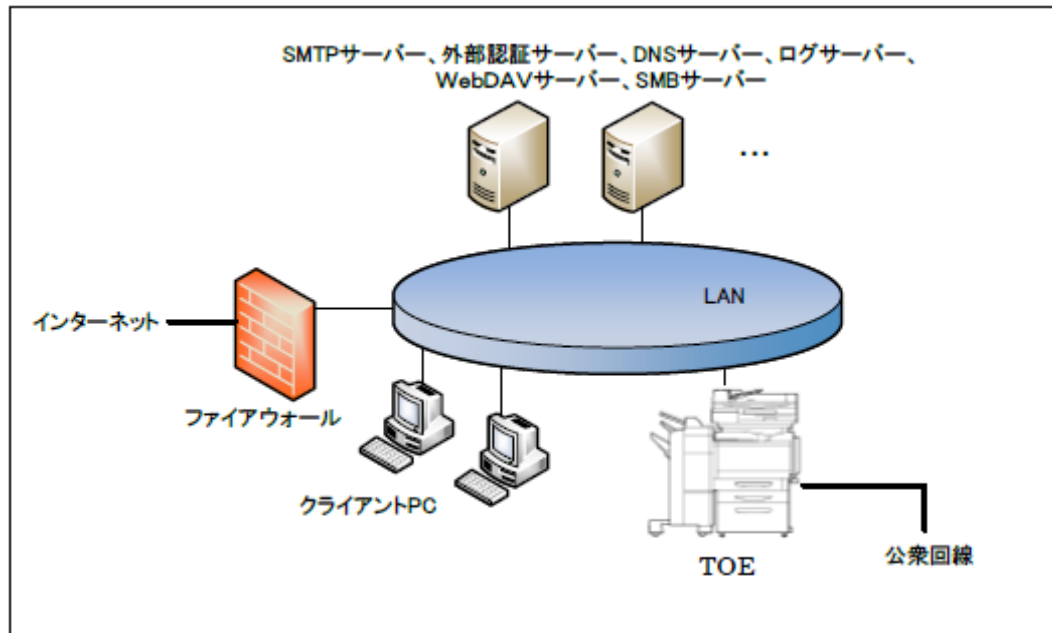 SMTPサーバー、外部認証サーバー、DNSサーバー、ログサーバー、
WebDAVサーバー、SMBサーバー
…
LAN
インターネット
ファイアウォール
クライアントPC
TOE
公衆回線